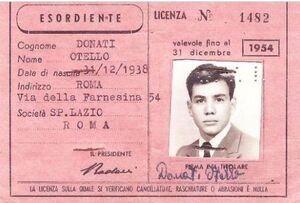 ESORDIENTE
LICENZA N° 1482
Cognome DONATI
Nome OTELLO
Data di nascita 31/12/1938
Indirizzo ROMA
Via della Farnesina 54
Società SP.LAZIO
ROMA
IL PRESIDENTE
valevole fino al
31 dicembre
1954
FIRMA DEL TITOLARE
Donati Otello
LA LICENZA SULLA QUALE SI VERIFICANO CANCELLATURE, RASCHIATURE O ABRASIONI È NULLA